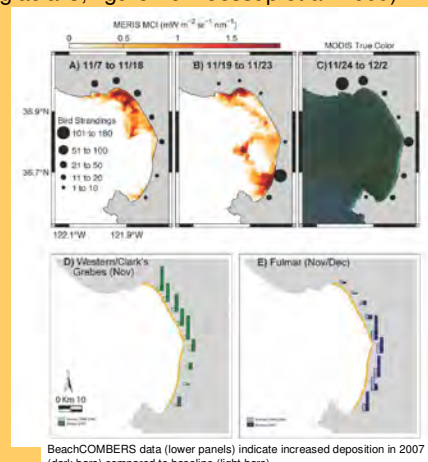 MERIS MCI (mW m⁻² sr⁻¹ nm⁻¹)
0 0.5 1 1.5
MODIS True Color
A) 11/7 to 11/18
B) 11/19 to 11/23
C)11/24 to 12/2
36.9°N
Bird Strandings
101 to 180
51 to 100
21 to 50
11 to 20
1 to 10
36.7°N
122.1°W 121.9°W
D) Western/Clark's
Grebes (Nov)
E) Fulmar (Nov/Dec)
0 Km 10
BeachCOMBERS data (lower panels) indicate increased deposition in 2007
(dark bars) compared to baseline (light bars)